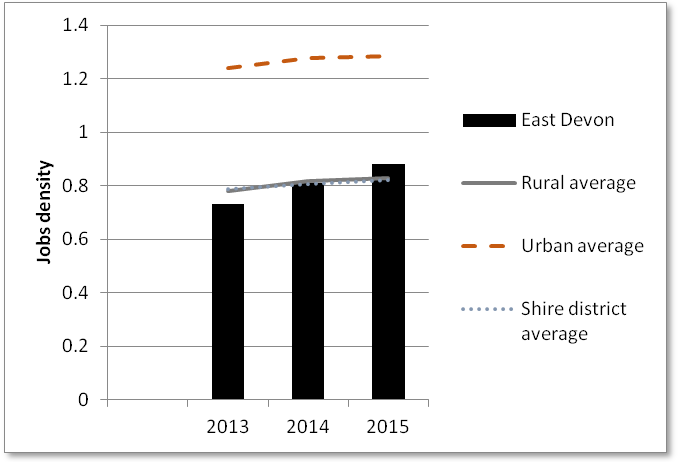 1.4
1.2
1
0.8
0.6
0.4
0.2
0
Jobs density
2013 2014 2015
East Devon
Rural average
Urban average
Shire district
average